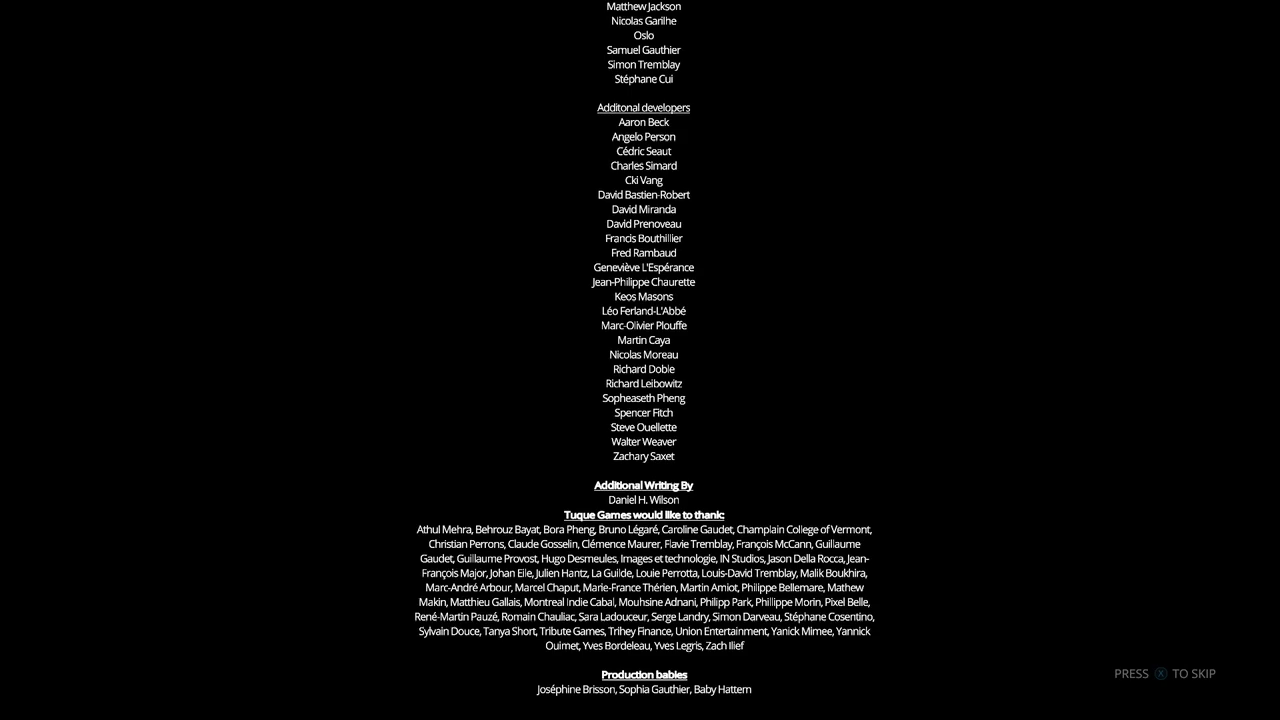 Matthew Jackson
Nicolas Garilhe
Oslo
Samuel Gauthier
Simon Tremblay
Stéphane Cui
Additonal developers
Aaron Beck
Angelo Person
Cédric Seaut
Charles Simard
Cki Vang
David Bastien-Robert
David Miranda
David Prenoveau
Francis Bouthillier
Fred Rambaud
Geneviève L'Espérance
Jean-Philippe Chaurette
Keos Masons
Léo Ferland-L'Abbé
Marc-Olivier Plouffe
Martin Caya
Nicolas Moreau
Richard Doble
Richard Leibowitz
Sopheaseth Pheng
Spencer Fitch
Steve Ouellette
Walter Weaver
Zachary Saxet
Additional Writing By
Daniel H. Wilson
Tuque Games would like to thank:
Athul Mehra, Behrouz Bayat, Bora Pheng, Bruno Légaré, Caroline Gaudet, Champlain College of Vermont,
Christian Perrons, Claude Gosselin, Clémence Maurer, Flavie Tremblay, François McCann, Guillaume
Gaudet, Guillaume Provost, Hugo Desmeules, Images et technologie, IN Studios, Jason Della Rocca, Jean-
François Major, Johan Eile, Julien Hantz, La Guilde, Louie Perrotta, Louis-David Tremblay, Malik Boukhira,
Marc-André Arbour, Marcel Chaput, Marie-France Thérien, Martin Amiot, Philippe Bellemare, Mathew
Makin, Matthieu Gallais, Montreal Indie Cabal, Mouhsine Adnani, Philipp Park, Phillippe Morin, Pixel Belle,
René-Martin Pauzé, Romain Chauliac, Sara Ladouceur, Serge Landry, Simon Darveau, Stéphane Cosentino,
Sylvain Douce, Tanya Short, Tribute Games, Trihey Finance, Union Entertainment, Yanick Mimee, Yannick
Ouimet, Yves Bordeleau, Yves Legris, Zach Ilief
Production babies
Joséphine Brisson, Sophia Gauthier, Baby Hattem
PRESS X TO SKIP